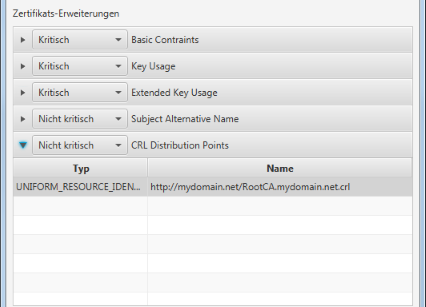 Zertifikats-Erweiterungen
Kritisch Basic Contraints
Kritisch Key Usage
Kritisch Extended Key Usage
Nicht kritisch Subject Alternative Name
Nicht kritisch CRL Distribution Points
Typ Name
UNIFORM_RESOURCE_IDEN... http://mydomain.net/RootCA.mydomain.net.crl